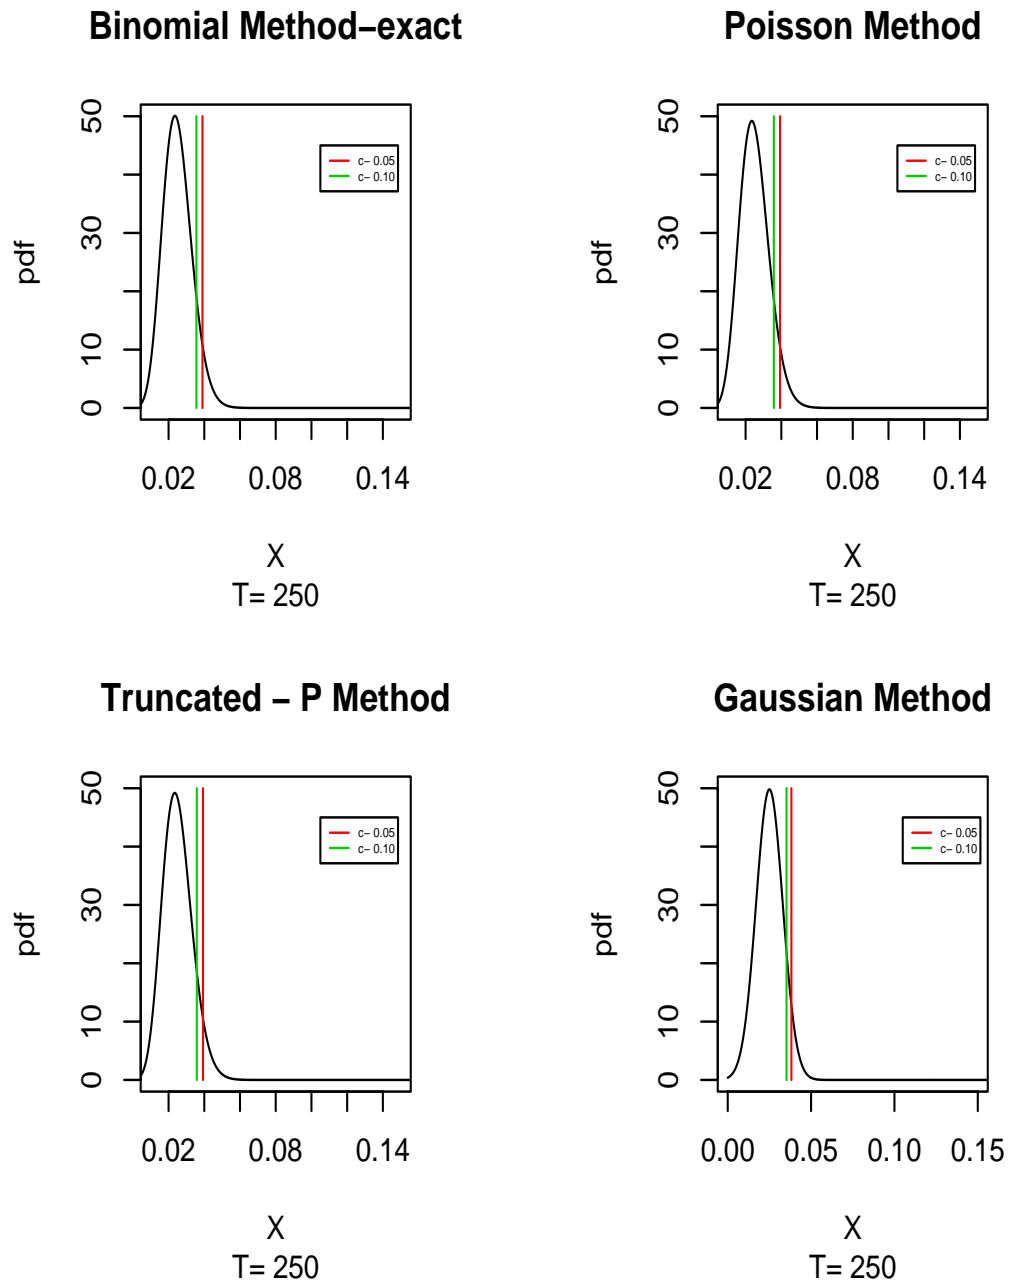 Binomial Method−exact
pdf
50
30
10
0
c− 0.05
c− 0.10
0.02 0.08 0.14
X
T= 250
Poisson Method
pdf
50
30
10
0
c− 0.05
c− 0.10
0.02 0.08 0.14
X
T= 250
Truncated − P Method
pdf
50
30
10
0
c− 0.05
c− 0.10
0.02 0.08 0.14
X
T= 250
Gaussian Method
pdf
50
30
10
0
c− 0.05
c− 0.10
0.00 0.05 0.10 0.15
X
T= 250